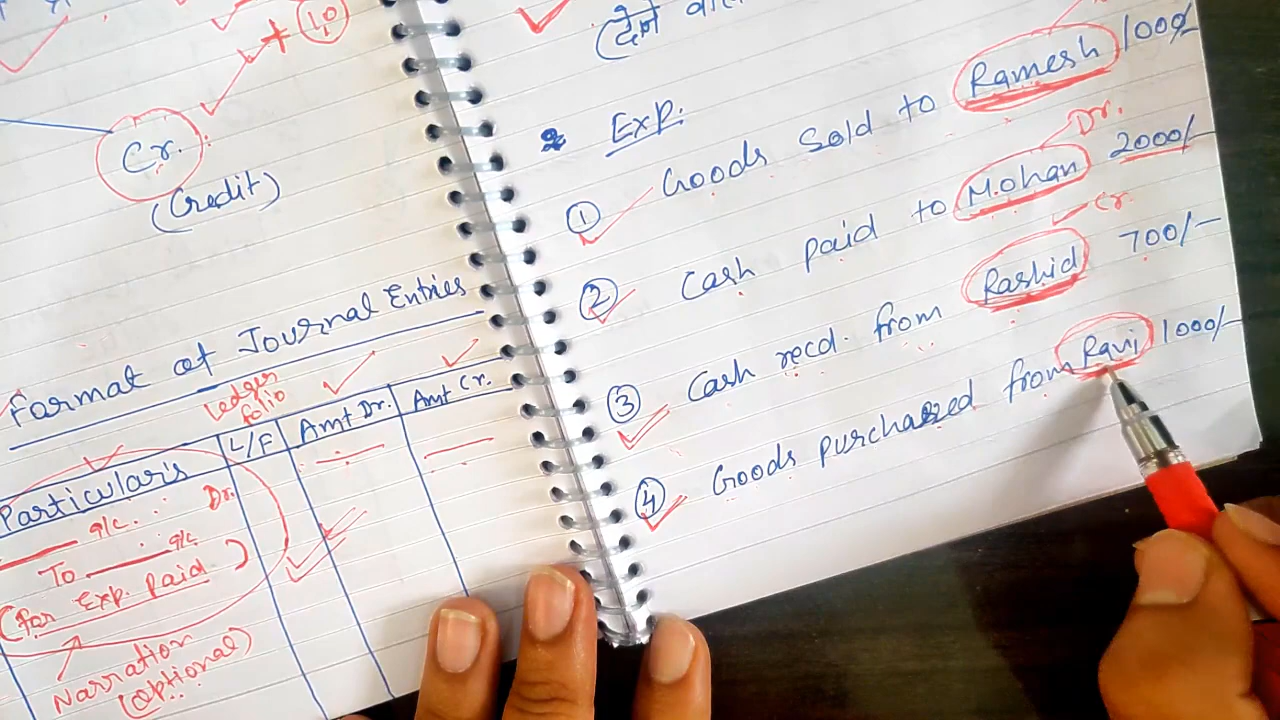 + 10
Cr.
(Credit)
Format of Journal Entries
ledger
folio
Particular's
L/F
Amt Dr.
Amt Cr.
a/c. Dr.
To a/c
(For Exp. paid)
Narration
(optional)
(देने
Exp.
① Goods sold to Ramesh 1000/-
Dr.
② Cash paid to Mohan 2000/-
Cr.
③ Cash recd. from Rashid 700/-
④ Goods purchased from Ravi 1000/-